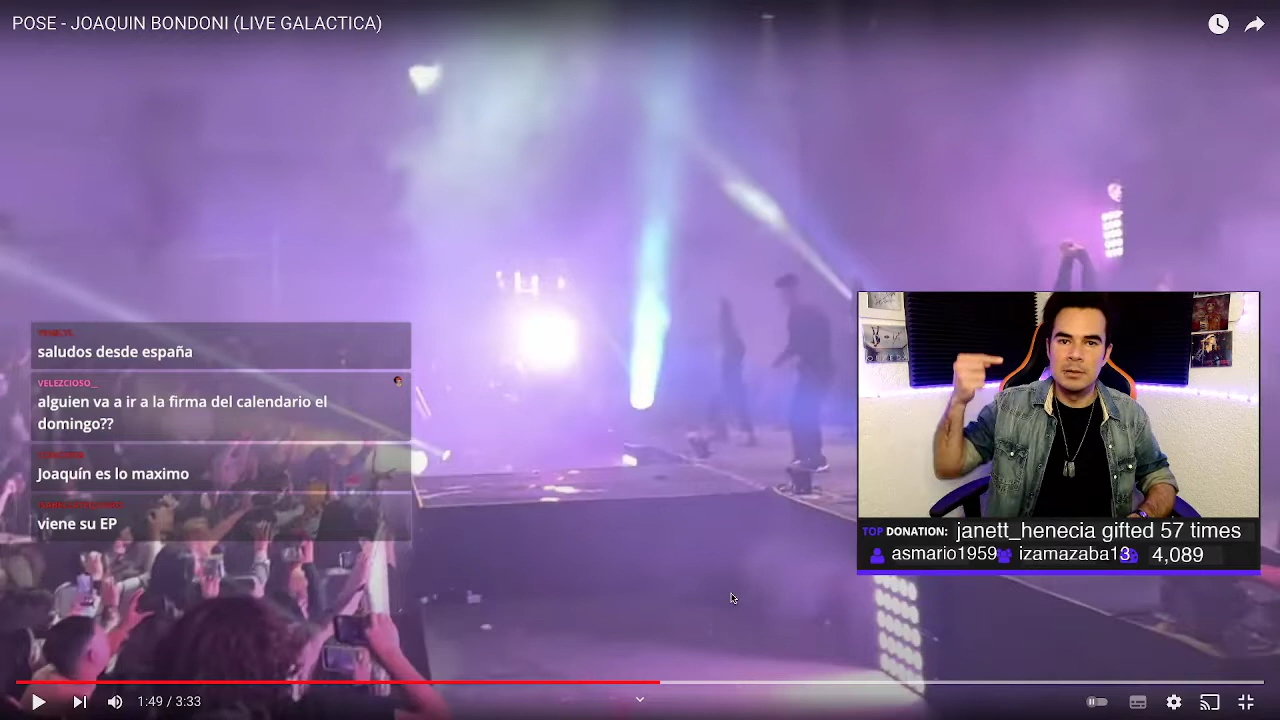 POSE - JOAQUIN BONDONI (LIVE GALACTICA)
saludos desde españa
VELEZCIOSO_
alguien va a ir a la firma del calendario el
domingo??
Joaquín es lo maximo
viene su EP
TOP DONATION: janett_henecia gifted 57 times
asmario1959 izamazaba13 4,089
1:49 / 3:33